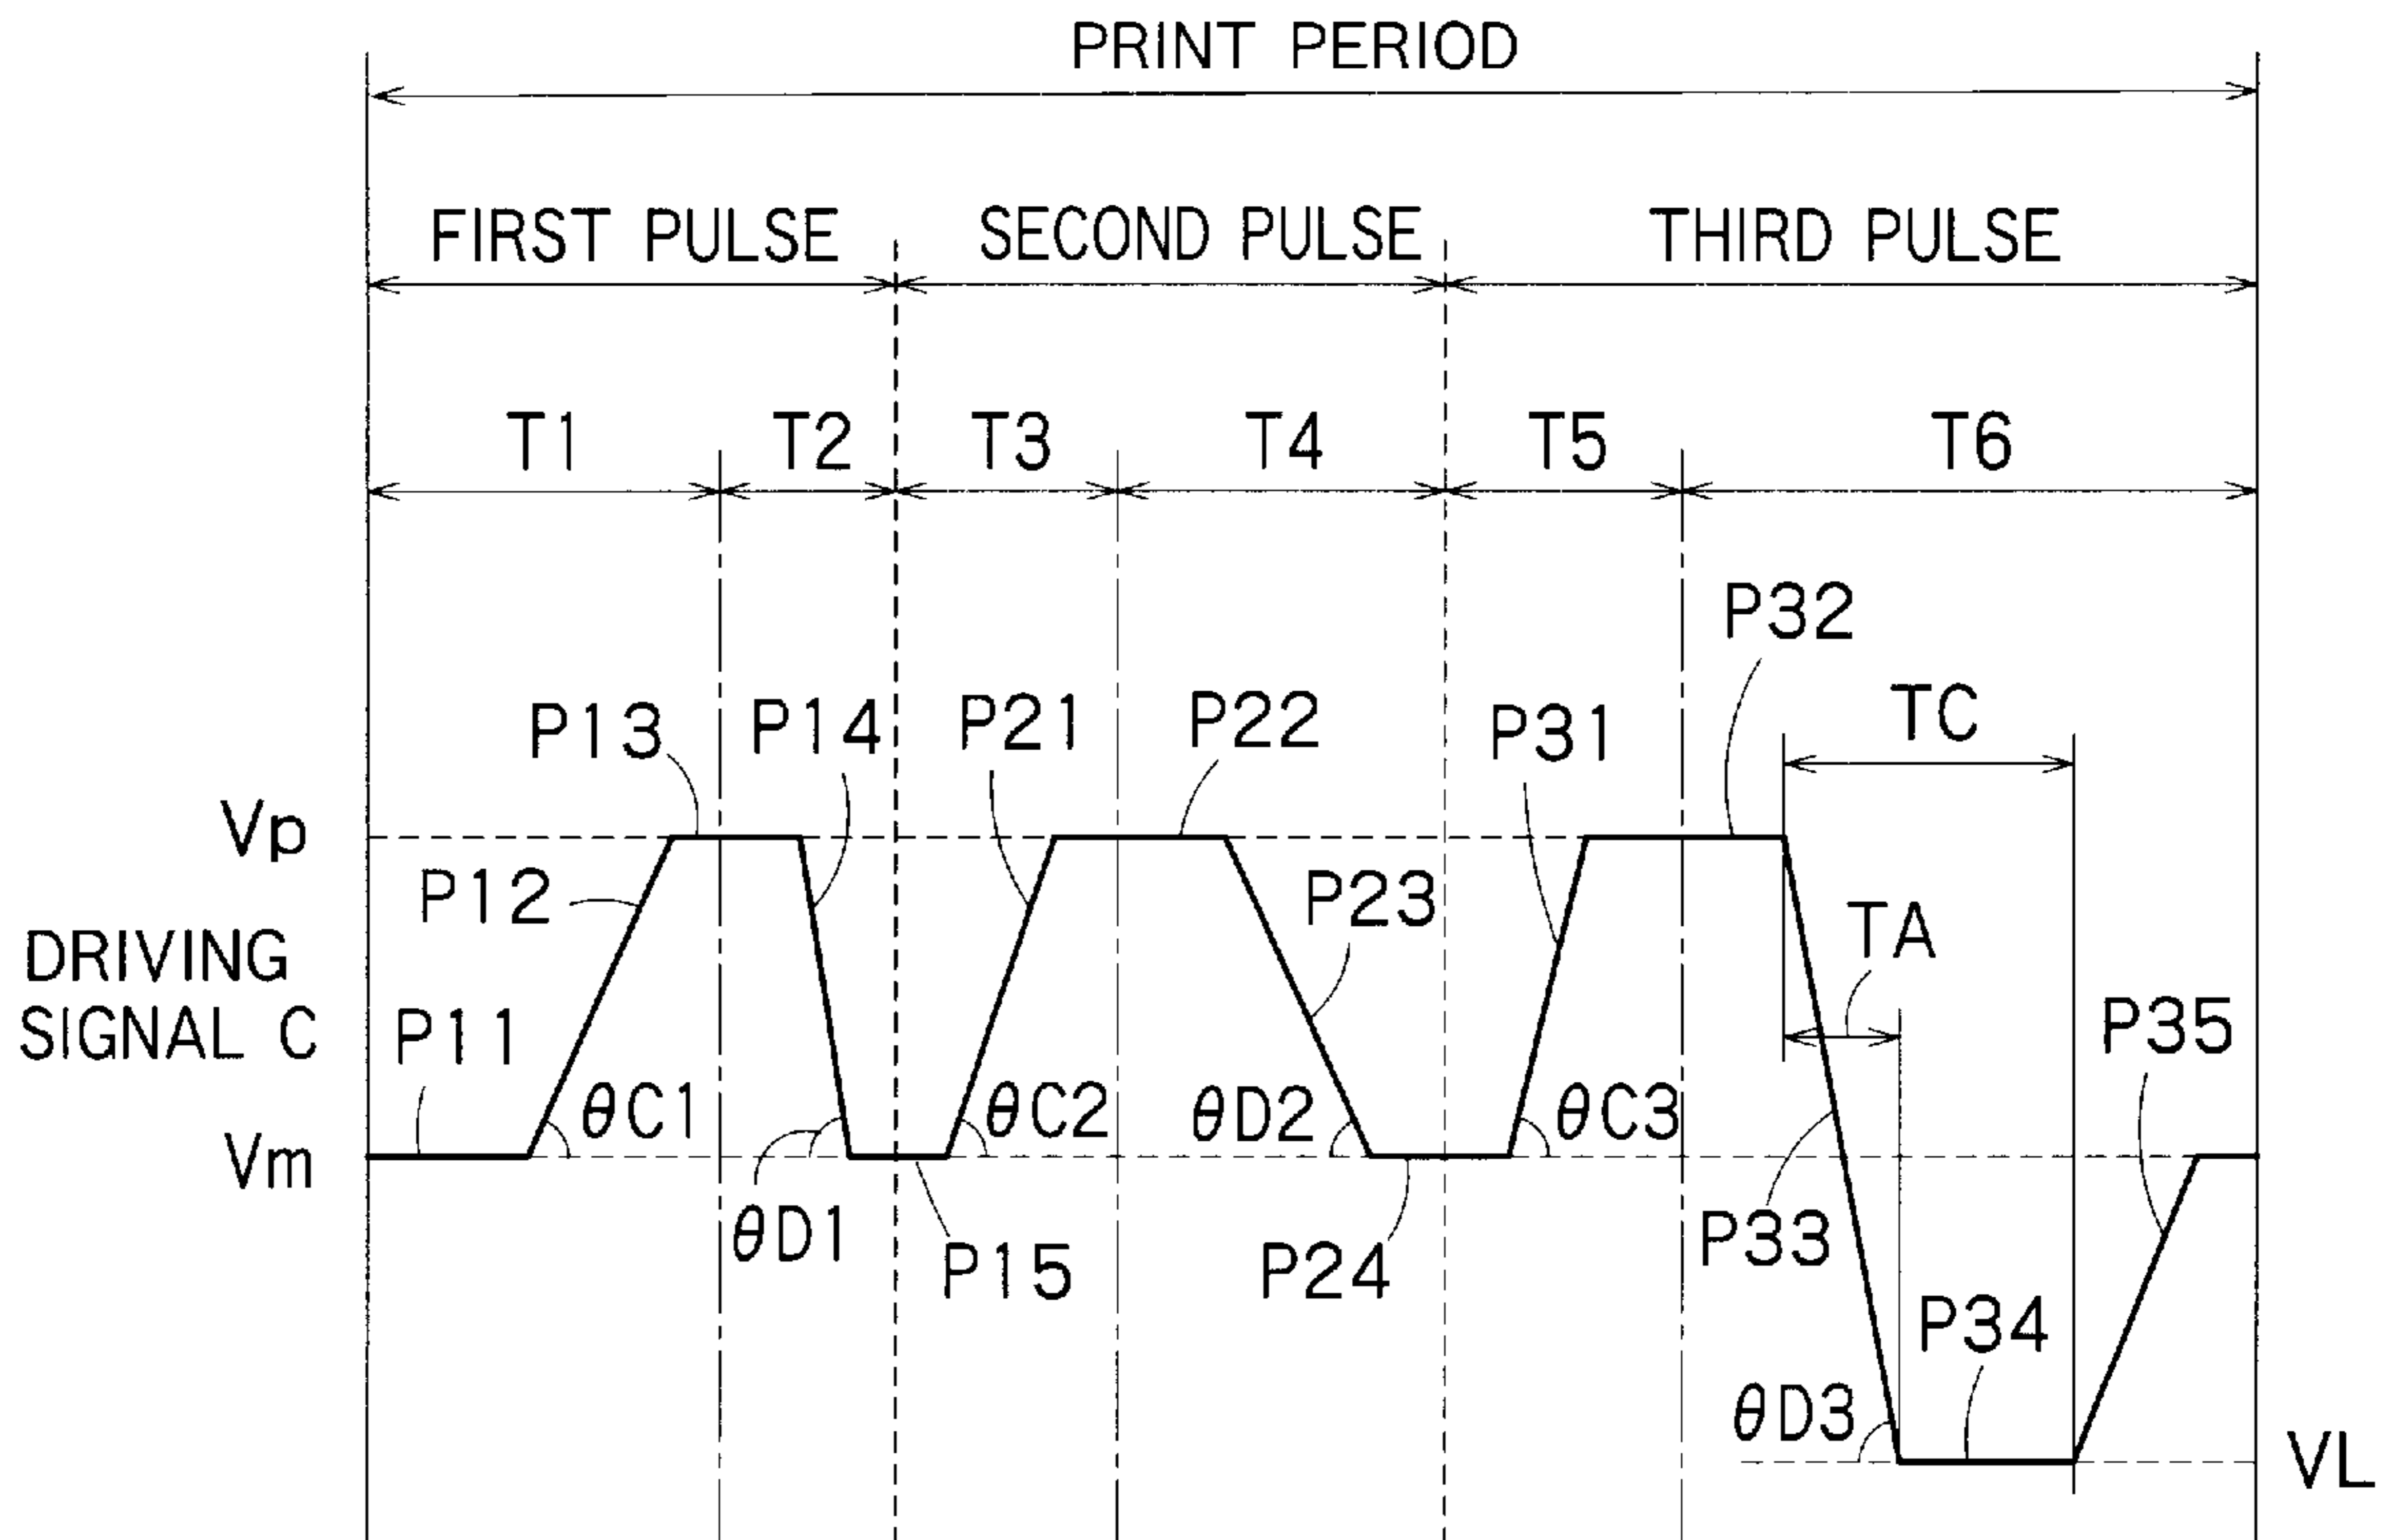 PRINT PERIOD
FIRST PULSE SECOND PULSE THIRD PULSE
T1 T2 T3 T4 T5 T6
P32
P13 P14 P21 P22 P31 TC
Vp
P12 P23 TA
DRIVING
SIGNAL C
P11 P35
θC1 θC2 θD2 θC3
Vm
θD1 P15 P24 P33
P34
θD3
VL